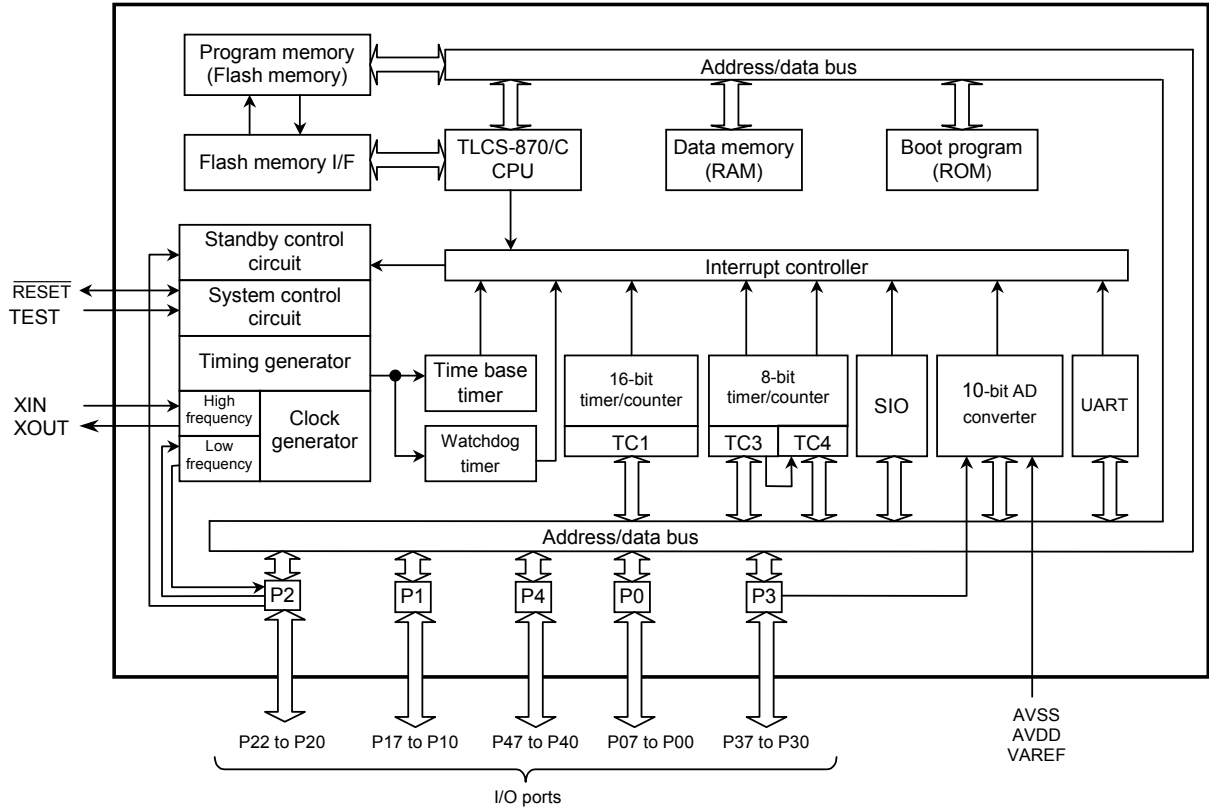 Program memory
(Flash memory)
Address/data bus
Flash memory I/F
TLCS-870/C
CPU
Data memory
(RAM)
Boot program
(ROM)
Standby control
circuit
Interrupt controller
RESET
TEST
System control
circuit
Timing generator
Time base
timer
16-bit
timer/counter
8-bit
timer/counter
SIO
10-bit AD
converter
UART
XIN
XOUT
High
frequency
Clock
generator
Low
frequency
Watchdog
timer
TC1
TC3
TC4
Address/data bus
P2
P1
P4
P0
P3
P22 to P20
P17 to P10
P47 to P40
P07 to P00
P37 to P30
AVSS
AVDD
VAREF
I/O ports